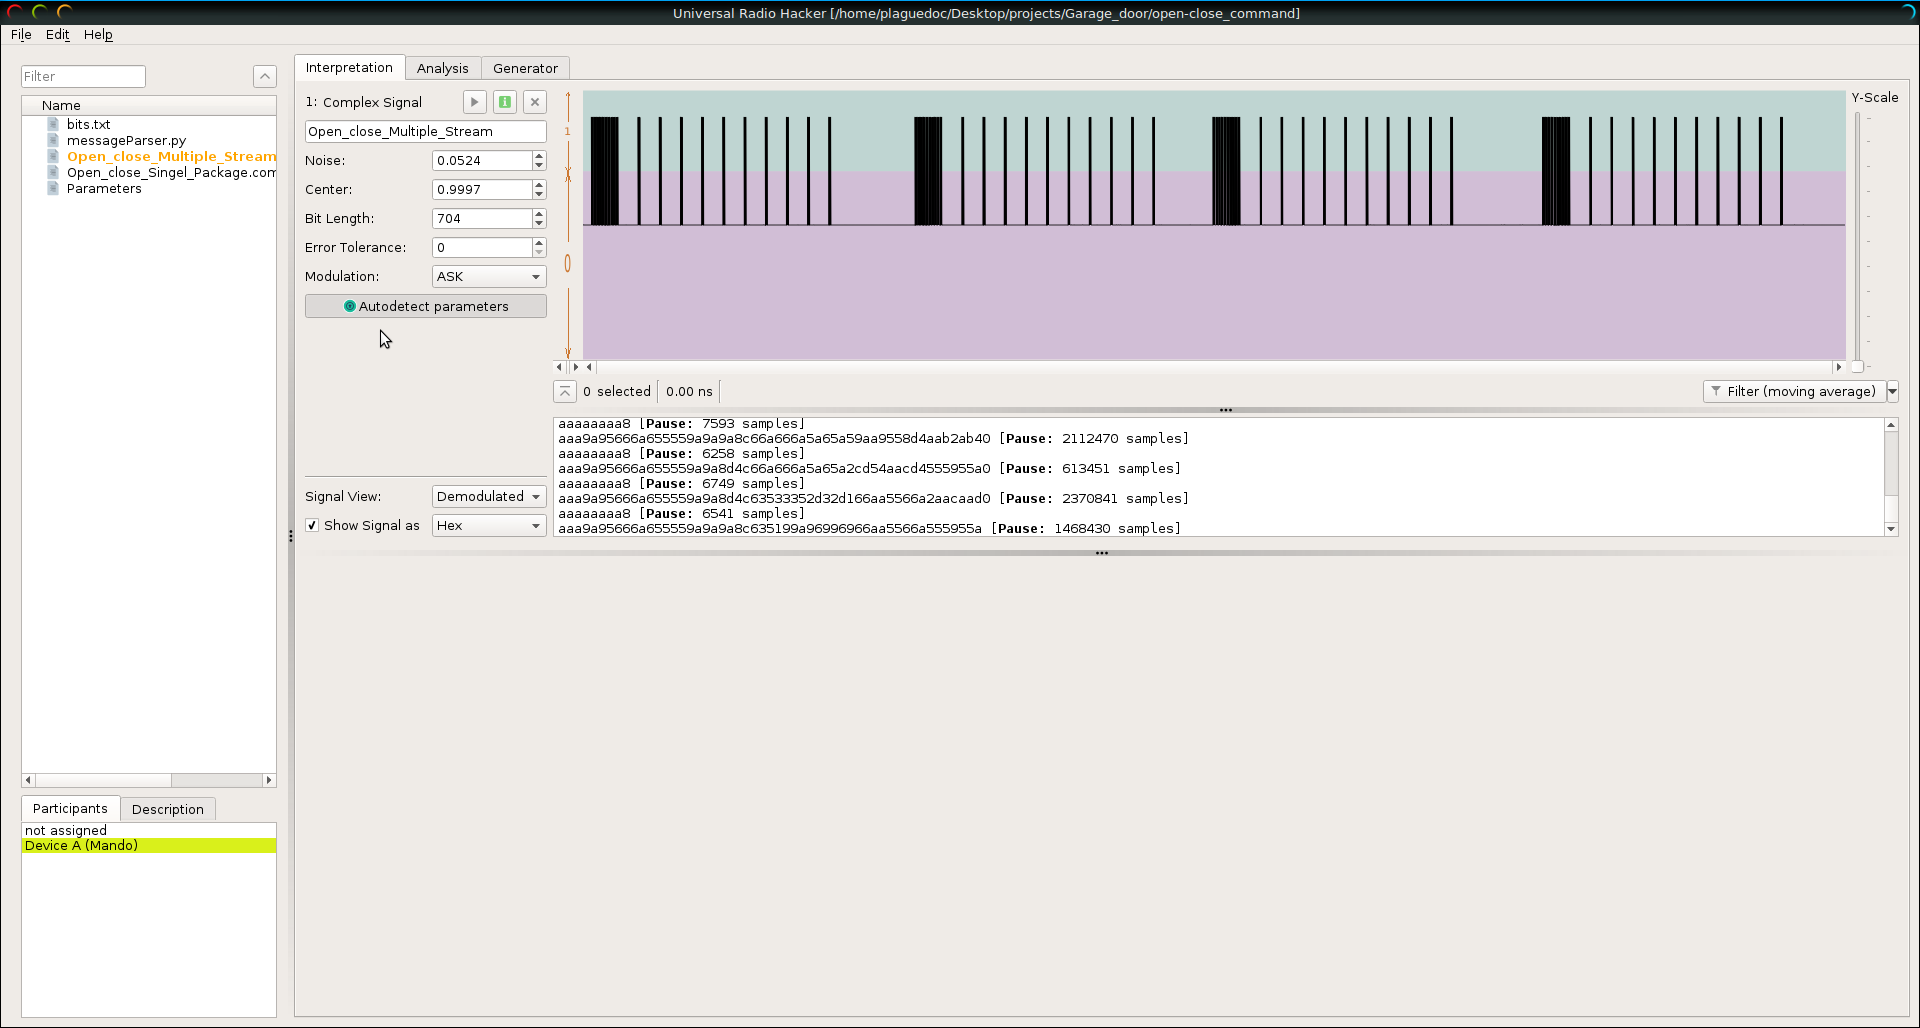 Universal Radio Hacker [/home/plaguedoc/Desktop/projects/Garage_door/open-close_command]
File Edit Help
Filter
Name
bits.txt
messageParser.py
Open_close_Multiple_Stream
Open_close_Singel_Package.com
Parameters
Participants Description
not assigned
Device A (Mando)
Interpretation Analysis Generator
1: Complex Signal
Open_close_Multiple_Stream
Noise: 0.0524
Center: 0.9997
Bit Length: 704
Error Tolerance: 0
Modulation: ASK
Autodetect parameters
Signal View: Demodulated
Show Signal as Hex
1
0
Y-Scale
0 selected 0.00 ns
Filter (moving average)
aaaaaaaa8 [Pause: 7593 samples]
aaa9a95666a655559a9a9a8c66a666a5a65a59aa9558d4aab2ab40 [Pause: 2112470 samples]
aaaaaaaa8 [Pause: 6258 samples]
aaa9a95666a655559a9a8d4c66a666a5a65a2cd54aacd4555955a0 [Pause: 613451 samples]
aaaaaaaa8 [Pause: 6749 samples]
aaa9a95666a655559a9a8d4c63533352d32d166aa5566a2aacaad0 [Pause: 2370841 samples]
aaaaaaaa8 [Pause: 6541 samples]
aaa9a95666a655559a9a9a8c635199a96996966aa5566a555955a [Pause: 1468430 samples]